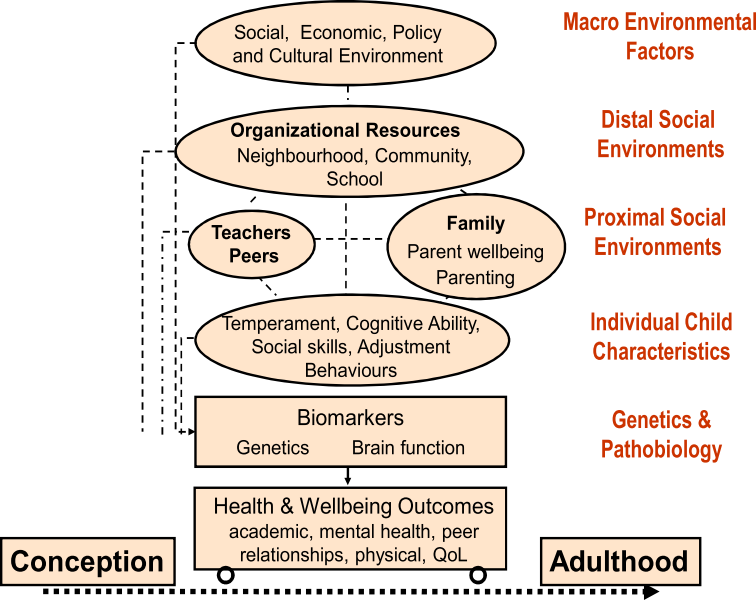 Social, Economic, Policy
and Cultural Environment
Macro Environmental
Factors
Organizational Resources
Neighbourhood, Community,
School
Distal Social
Environments
Teachers
Peers
Family
Parent wellbeing
Parenting
Proximal Social
Environments
Temperament, Cognitive Ability,
Social skills, Adjustment
Behaviours
Individual Child
Characteristics
Biomarkers
Genetics Brain function
Genetics &
Pathobiology
Health & Wellbeing Outcomes
academic, mental health, peer
relationships, physical, QoL
Conception
Adulthood